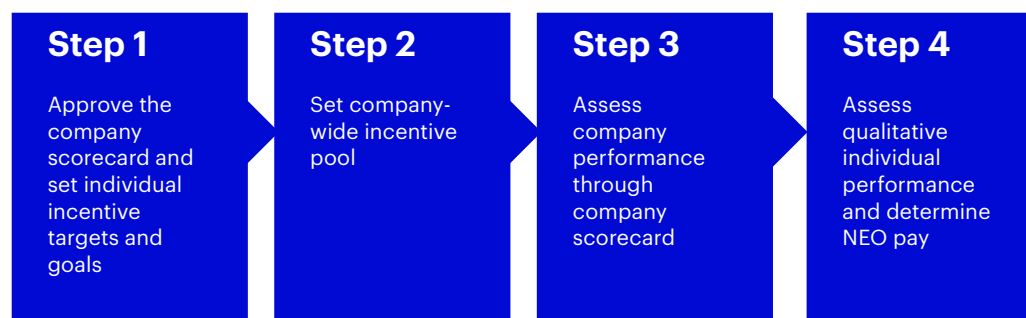 Step 1
Approve the
company
scorecard and
set individual
incentive
targets and
goals
Step 2
Set company-
wide incentive
pool
Step 3
Assess
company
performance
through
company
scorecard
Step 4
Assess
qualitative
individual
performance
and determine
NEO pay